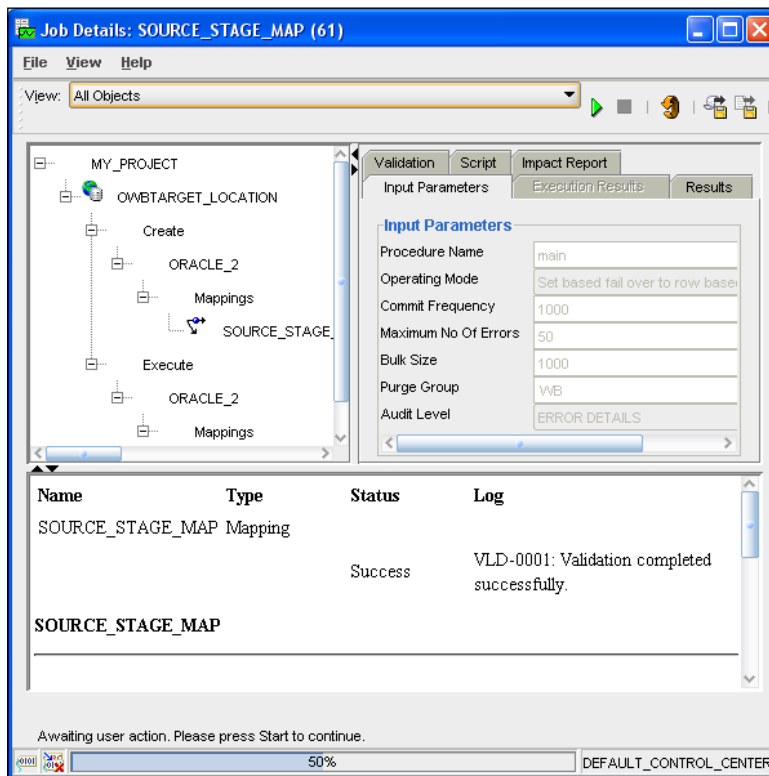 Job Details: SOURCE_STAGE_MAP (61)
File View Help
View: All Objects
MY_PROJECT
OWBTARGET_LOCATION
Create
ORACLE_2
Mappings
SOURCE_STAGE_
Execute
ORACLE_2
Mappings
Validation Script Impact Report
Input Parameters Execution Results Results
Input Parameters
Procedure Name main
Operating Mode Set based fail over to row base
Commit Frequency 1000
Maximum No Of Errors 50
Bulk Size 1000
Purge Group WB
Audit Level ERROR DETAILS
Name Type Status Log
SOURCE_STAGE_MAP Mapping
Success VLD-0001: Validation completed
successfully.
SOURCE_STAGE_MAP
Awaiting user action. Please press Start to continue.
50% DEFAULT_CONTROL_CENTER